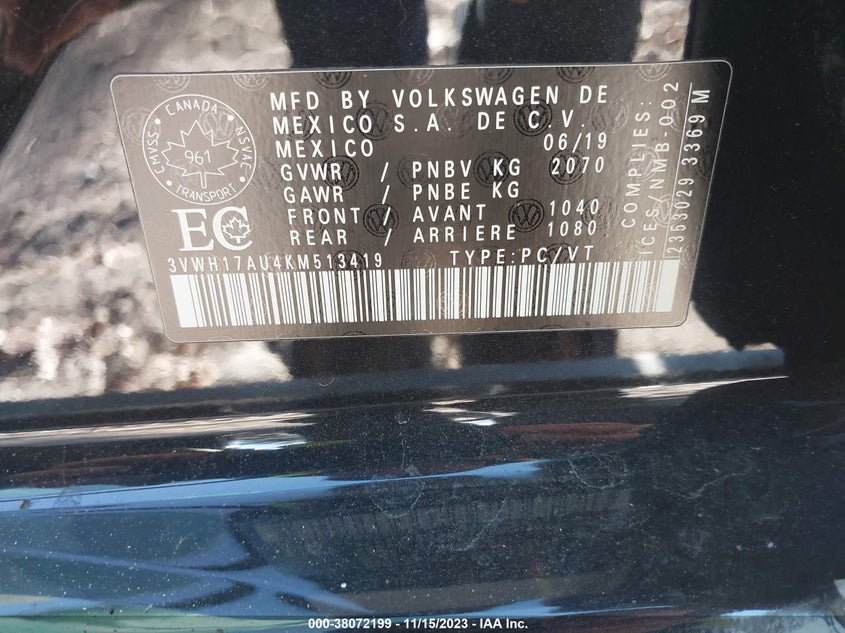 CANADA
CMVSS
NSVAC
961
TRANSPORT
EC
MFD BY VOLKSWAGEN DE
MEXICO S.A. DE C.V.
MEXICO 06/19
GVWR / PNBV KG 2070
GAWR / PNBE KG
FRONT / AVANT 1040
REAR / ARRIERE 1080
3VWH17AU4KM513419 TYPE:PC/VT
COMPLIES:
ICES/NMB-002
2353029 3369 M
000-38072199 - 11/15/2023 - IAA Inc.